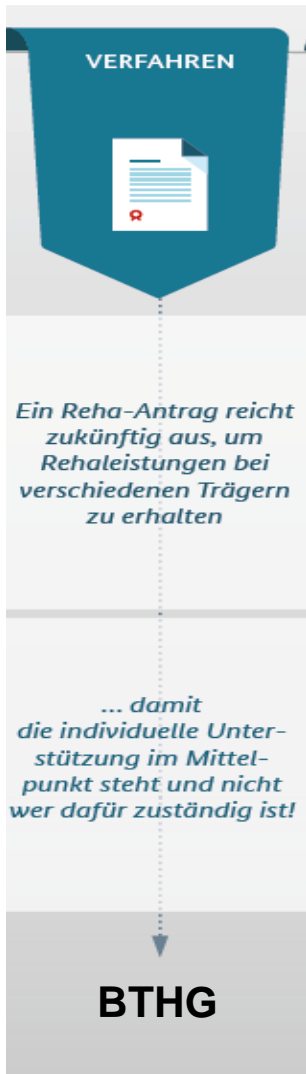 VERFAHREN
Ein Reha-Antrag reicht
zukünftig aus, um
Rehaleistungen bei
verschiedenen Trägern
zu erhalten
... damit
die individuelle Unter-
stützung im Mittel-
punkt steht und nicht
wer dafür zuständig ist!
BTHG